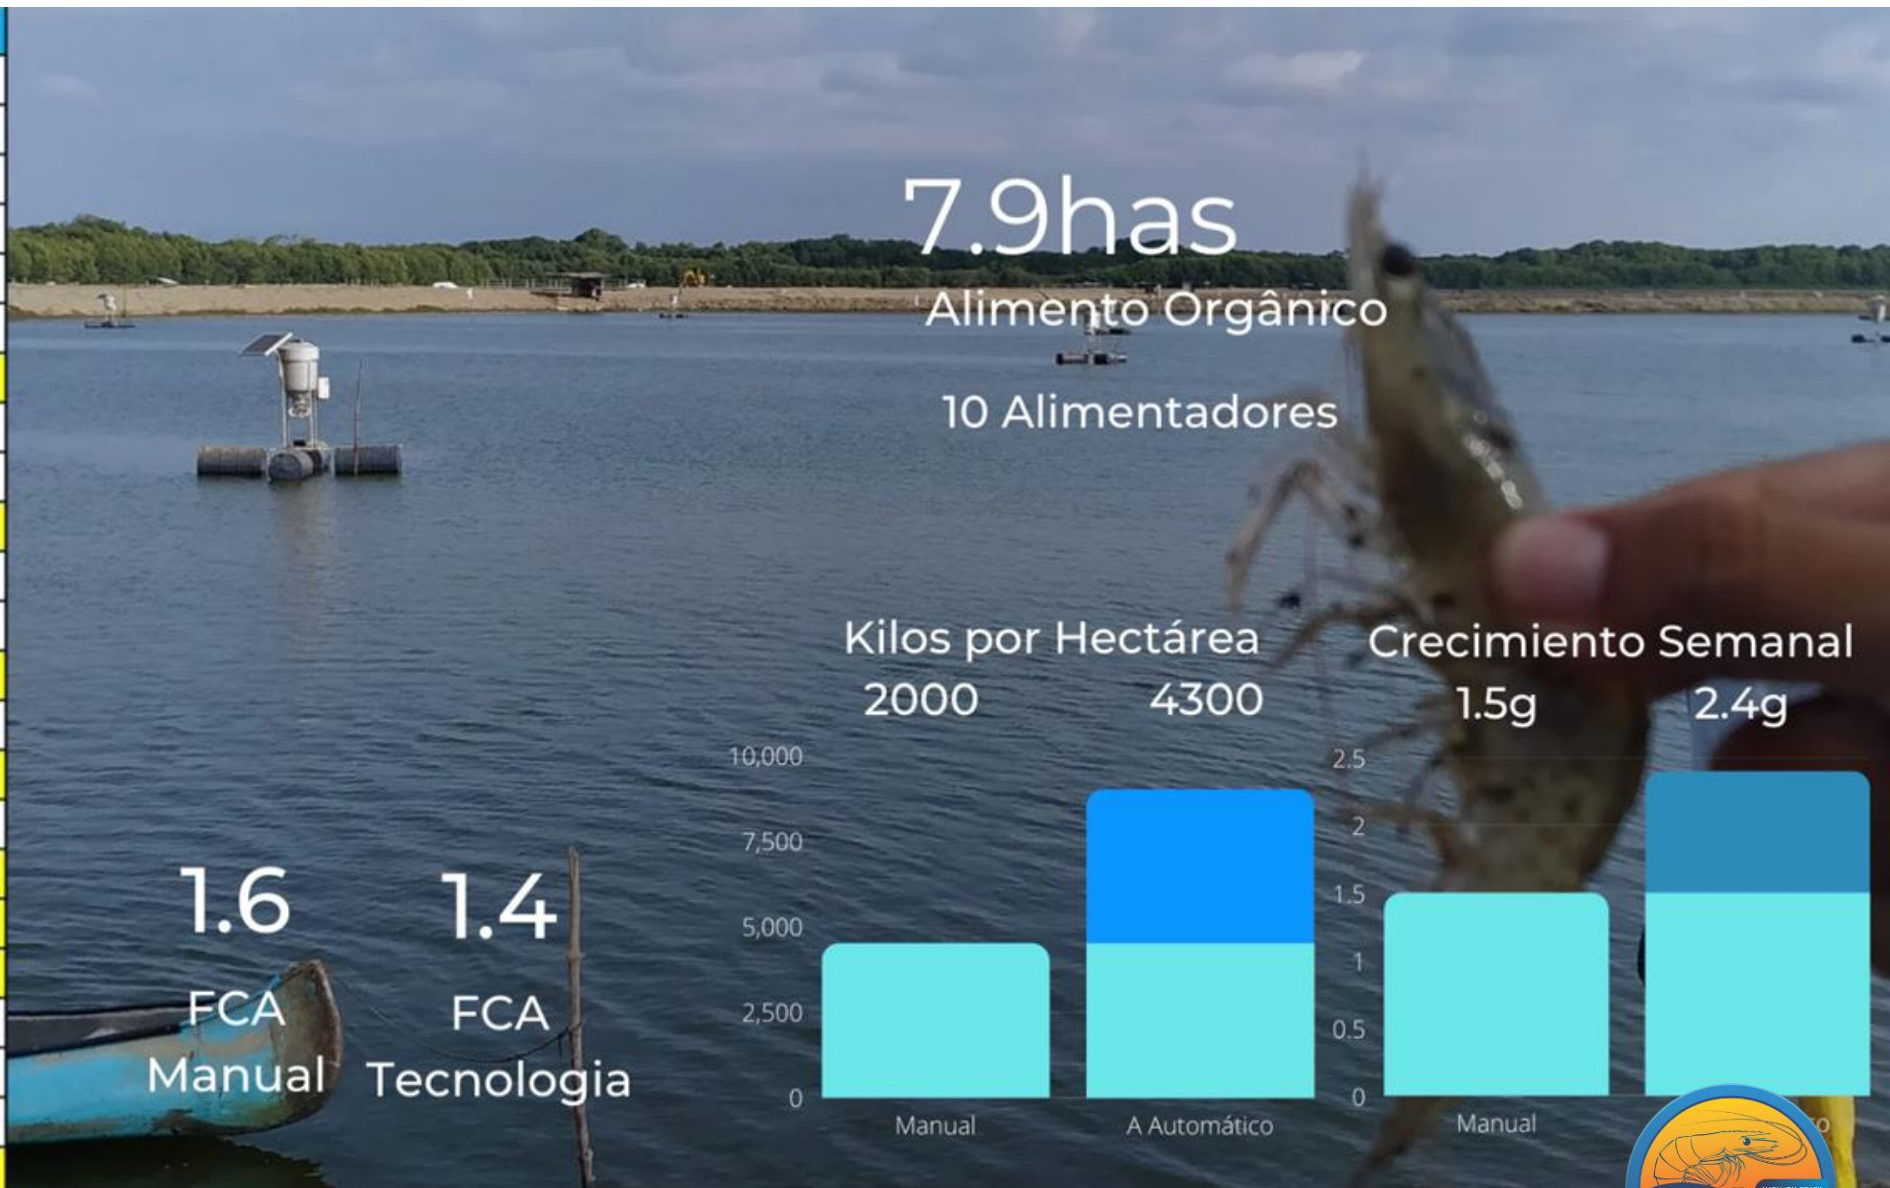 7.9has
Alimento Orgânico
10 Alimentadores
Kilos por Hectárea
2000 4300
10,000
7,500
5,000
2,500
0
Manual A Automático
Crecimiento Semanal
1.5g 2.4g
2.5
2
1.5
1
0.5
0
Manual
1.6
FCA
Manual
1.4
FCA
Tecnologia